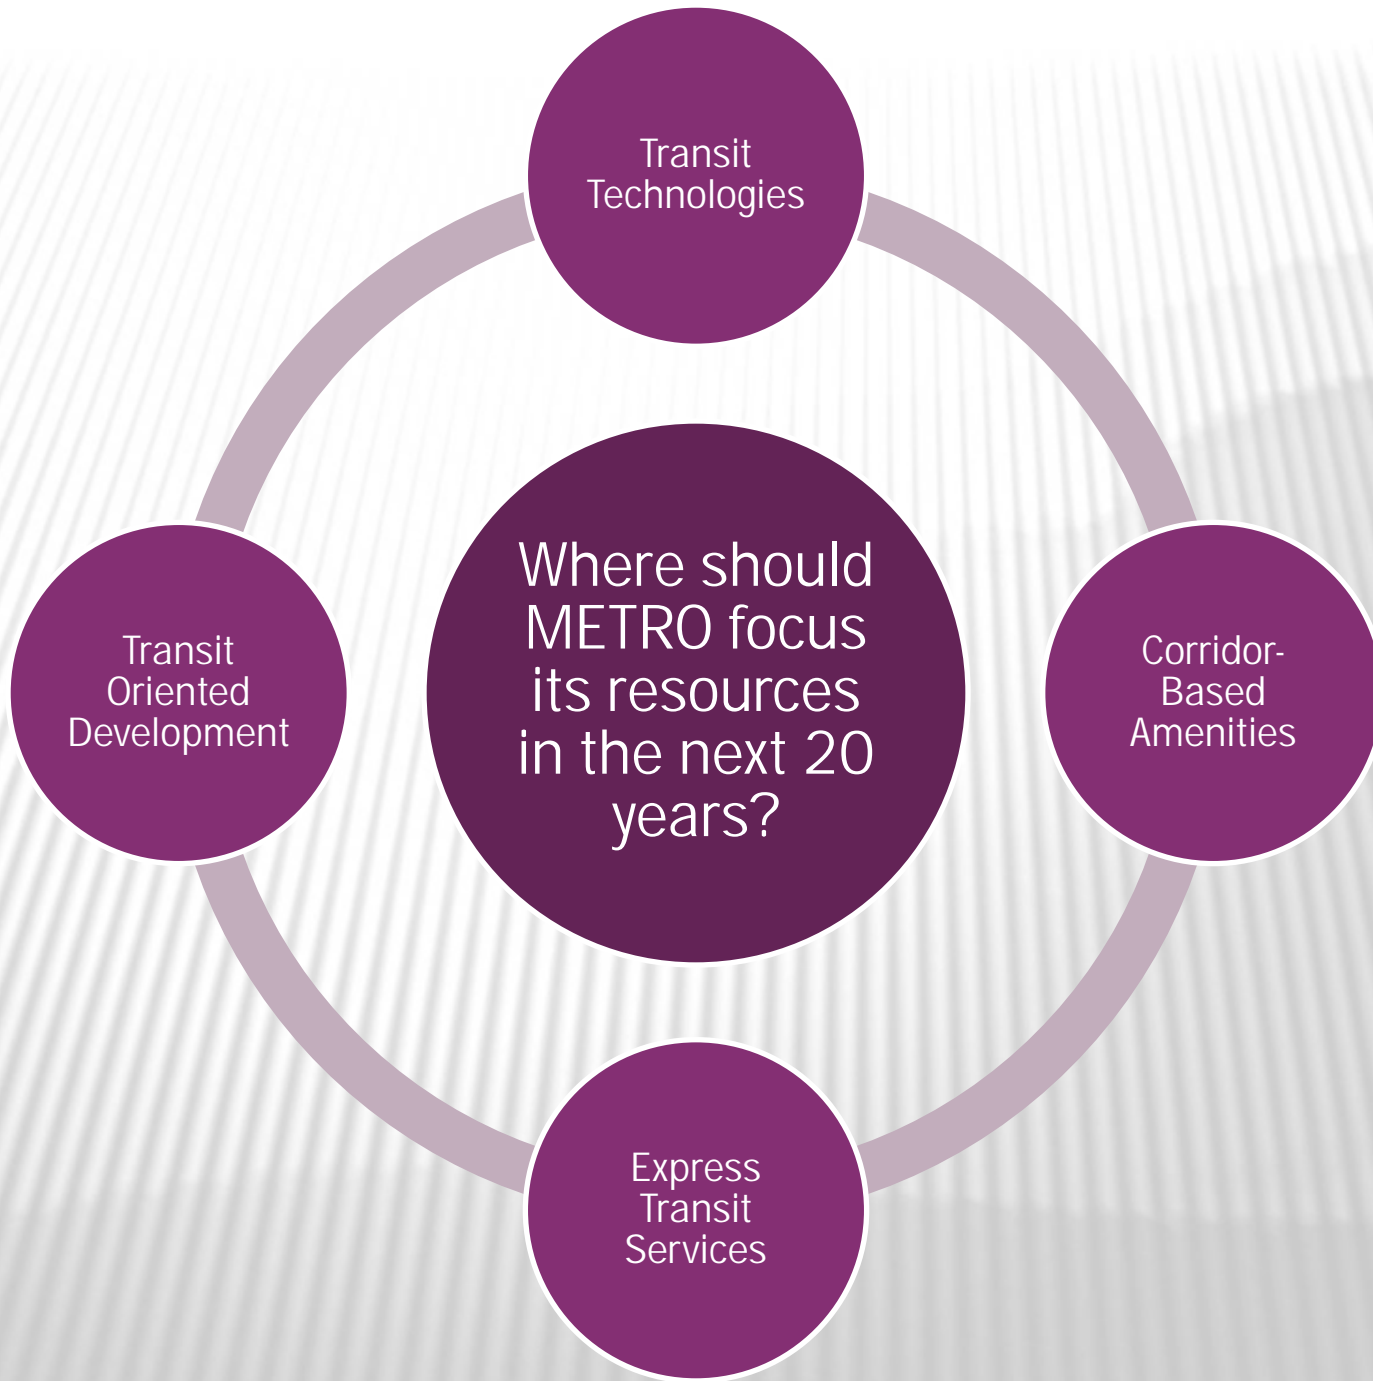 Transit
Technologies
Where should
METRO focus
its resources
in the next 20
years?
Transit
Oriented
Development
Corridor-
Based
Amenities
Express
Transit
Services